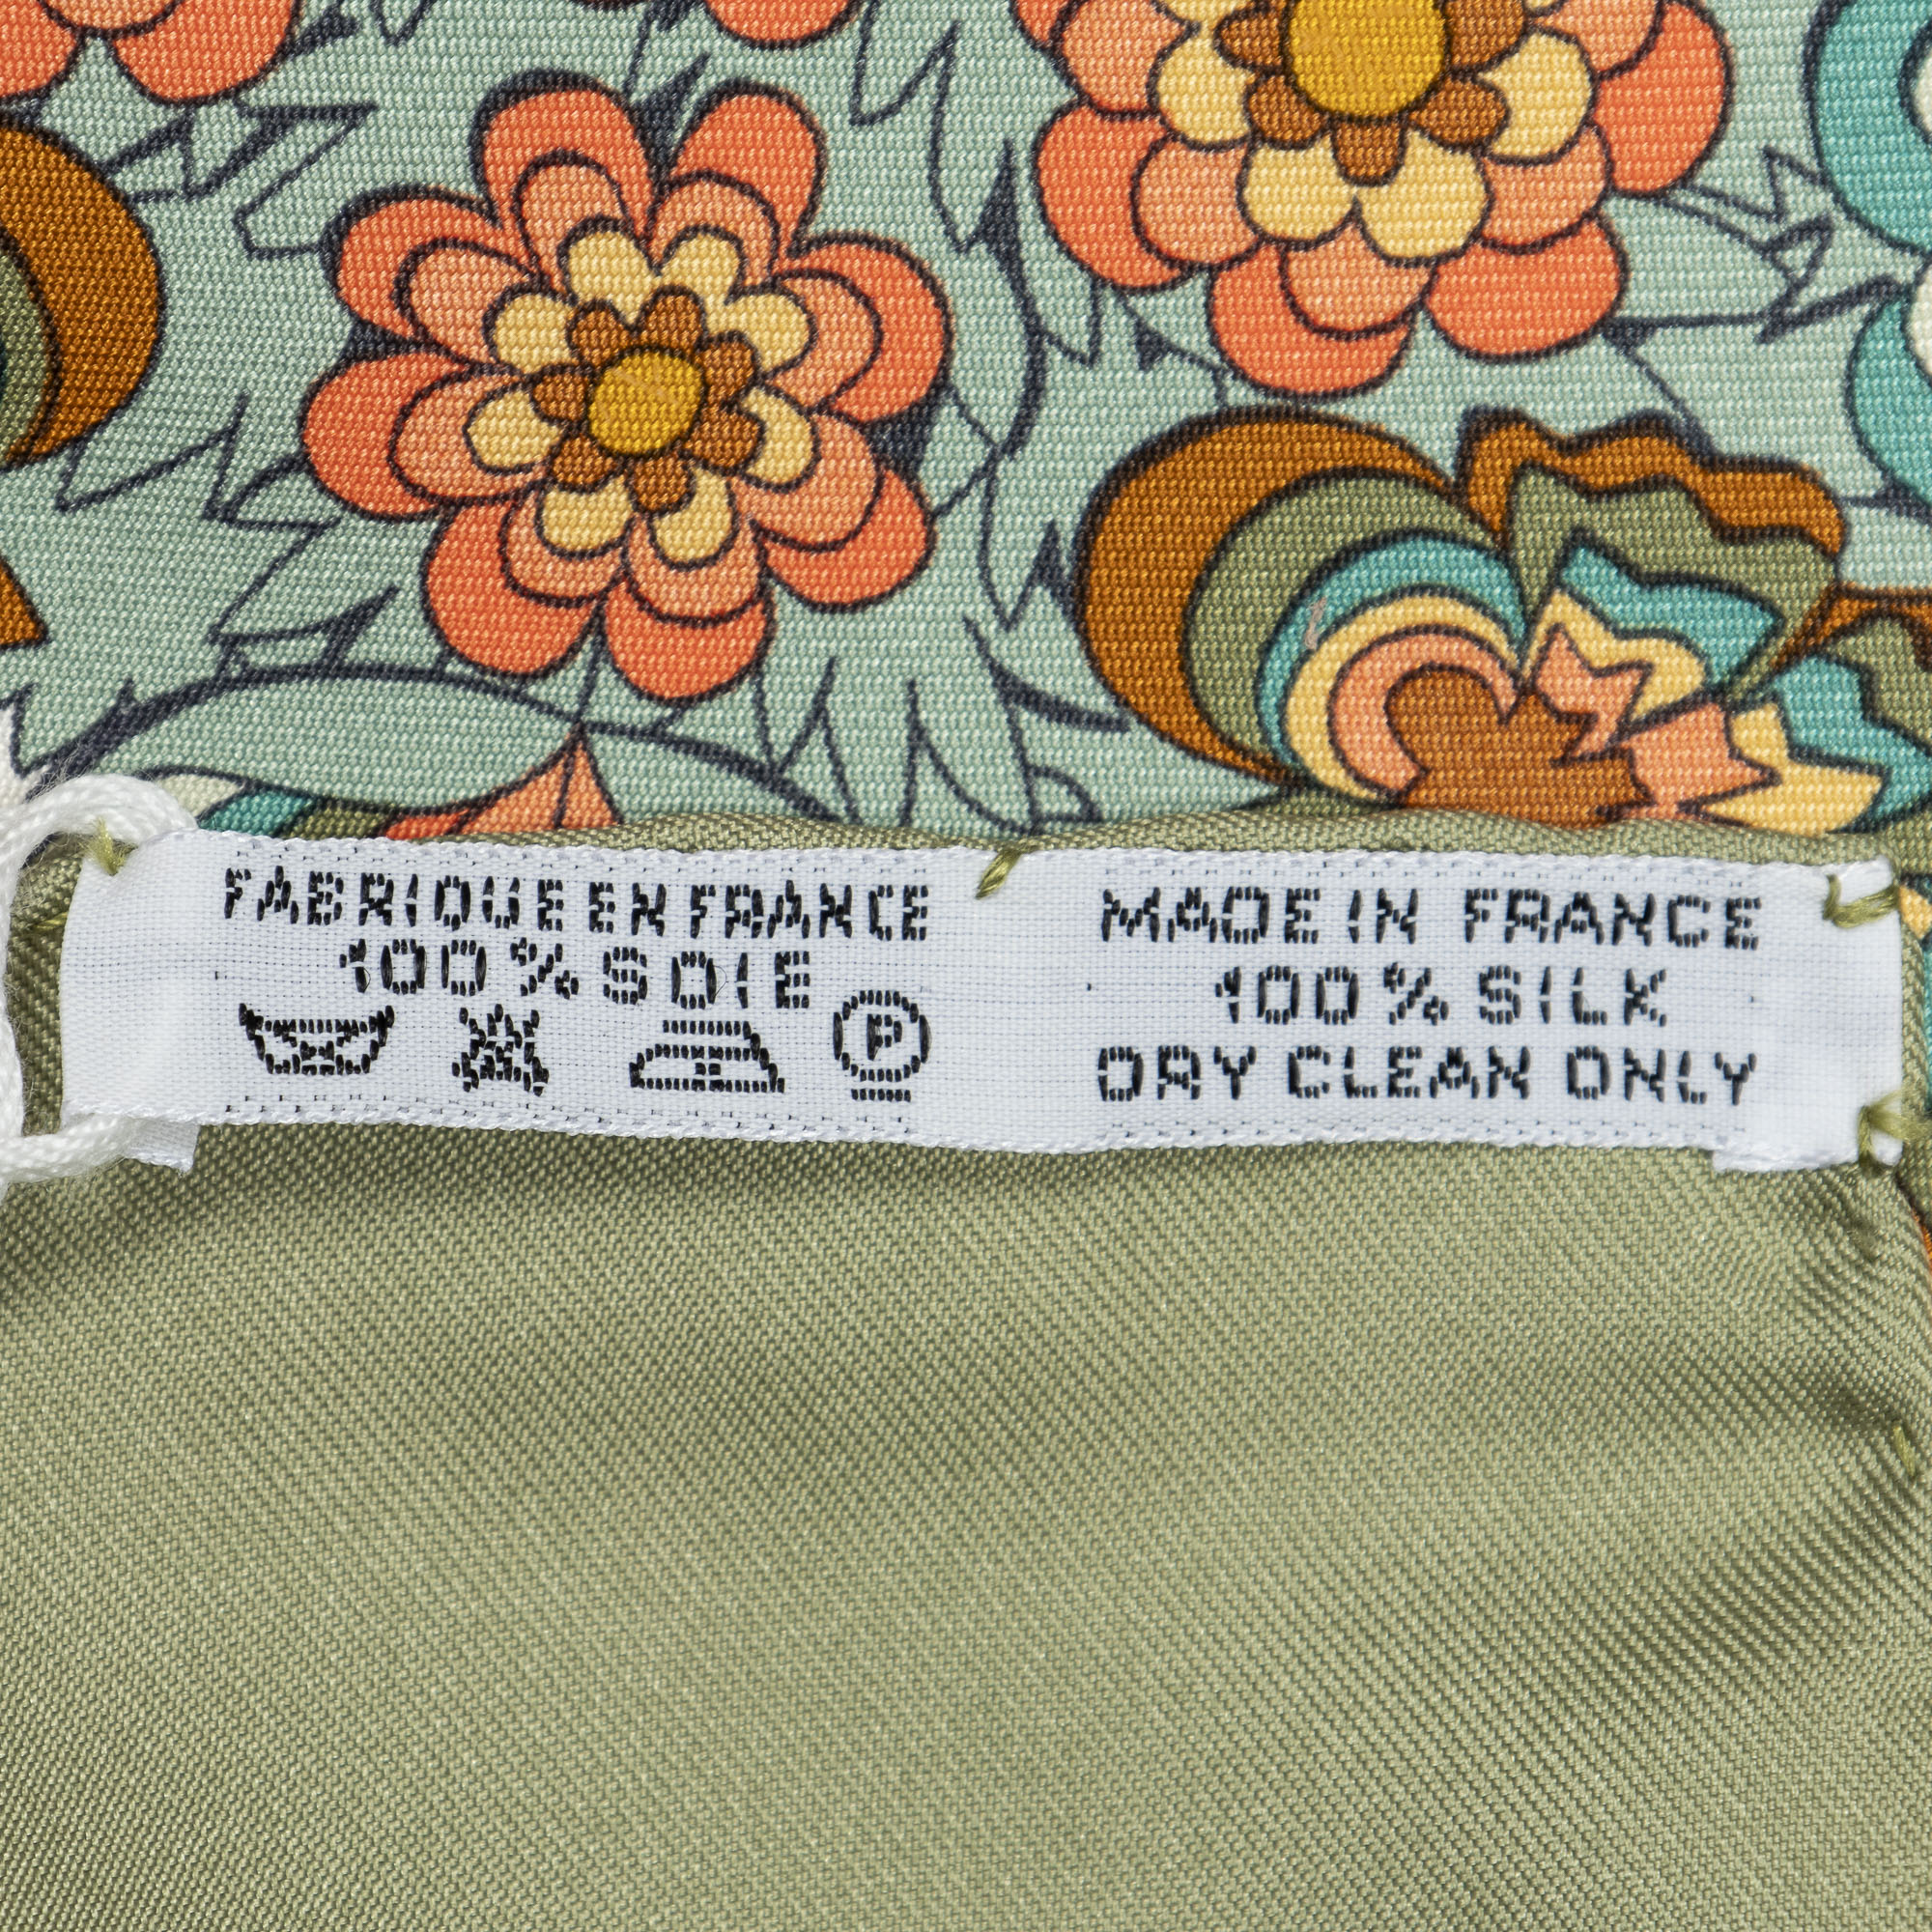 FABRIQUE EN FRANCE
100% SOIE
P
MADE IN FRANCE
100% SILK
DRY CLEAN ONLY